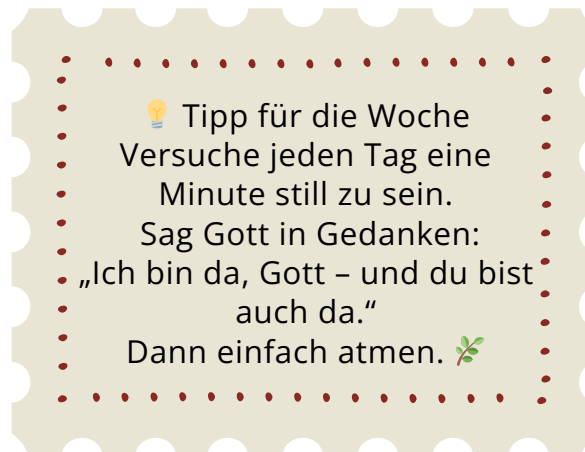 💡 Tipp für die Woche
Versuche jeden Tag eine
Minute still zu sein.
Sag Gott in Gedanken:
„Ich bin da, Gott – und du bist
auch da.“
Dann einfach atmen. 🌿